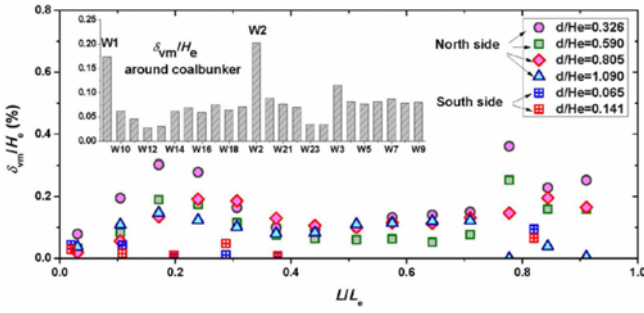 0.8
0.6
0.4
0.2
0.0
δvm/He (%)
0.0 0.2 0.4 0.6 0.8 1.0
L/Le
0.25
0.20
0.15
0.10
0.05
0.00
W1
W2
δvm/He
around coalbunker
W10 W12 W14 W16 W18 W2 W21 W23 W3 W5 W7 W9
North side
South side
d/He=0.326
d/He=0.590
d/He=0.805
d/He=1.090
d/He=0.065
d/He=0.141